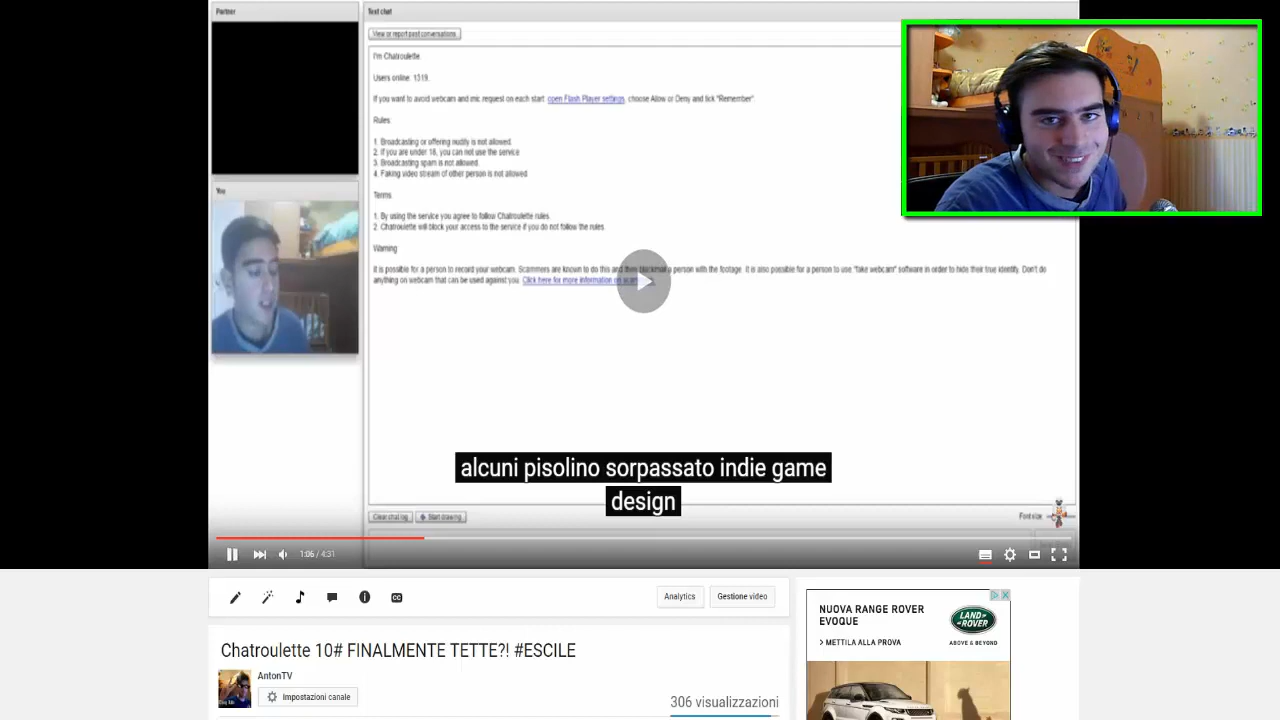 Partner
Text chat
View or report past conversations
I'm Chatroulette
Users online: 1319.
If you want to avoid webcam and mic request on each start open Flash Player settings, choose Allow or Deny and tick "Remember"
Rules
1. Broadcasting or offering nudity is not allowed.
2. If you are under 18, you can not use the service
3. Broadcasting spam is not allowed.
4. Faking video stream of other person is not allowed
Terms
1. By using the service you agree to follow Chatroulette rules.
2. Chatroulette will block your access to the service if you do not follow the rules.
Warning
It is possible for a person to record your webcam. Scammers are known to do this and then blackmail a person with the footage. It is also possible for a person to use "fake webcam" software in order to hide their true identity. Don't do
anything on webcam that can be used against you. Click here for more information on
You
alcuni pisolino sorpassato indie game
design
Clear chat log
Start drawing
Font size
1:06 / 4:31
CC
Analytics
Gestione video
Chatroulette 10# FINALMENTE TETTE?! #ESCILE
AntonTV
Impostazioni canale
306 visualizzazioni
NUOVA RANGE ROVER
EVOQUE
> METTILA ALLA PROVA
LAND
ROVER
ABOVE & BEYOND